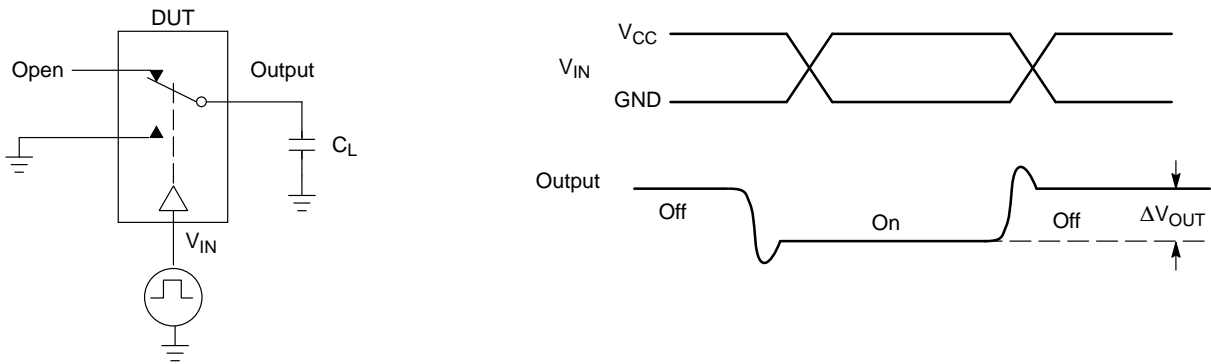 DUT
Open
Output
C_L
V_IN
V_CC
V_IN
GND
Output
Off
On
Off
ΔV_OUT